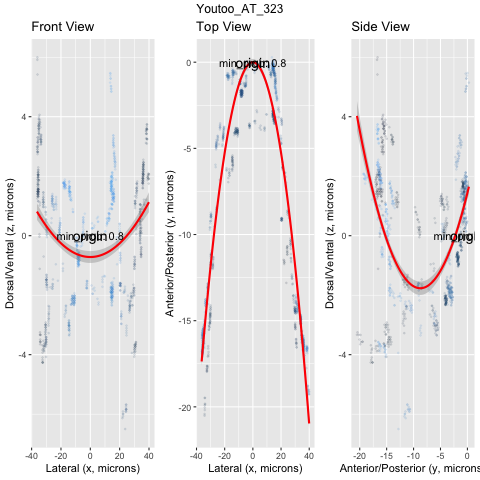 Youtoo_AT_323
Front View
Top View
Side View
Dorsal/Ventral (z, microns)
4
0
-4
-40
-20
0
20
40
Lateral (x, microns)
origin
Anterior/Posterior (y, microns)
0
-5
-10
-15
-20
-40
-20
0
20
40
Lateral (x, microns)
origin
Dorsal/Ventral (z, microns)
4
0
-4
-20
-15
-10
-5
0
Anterior/Posterior (y, microns